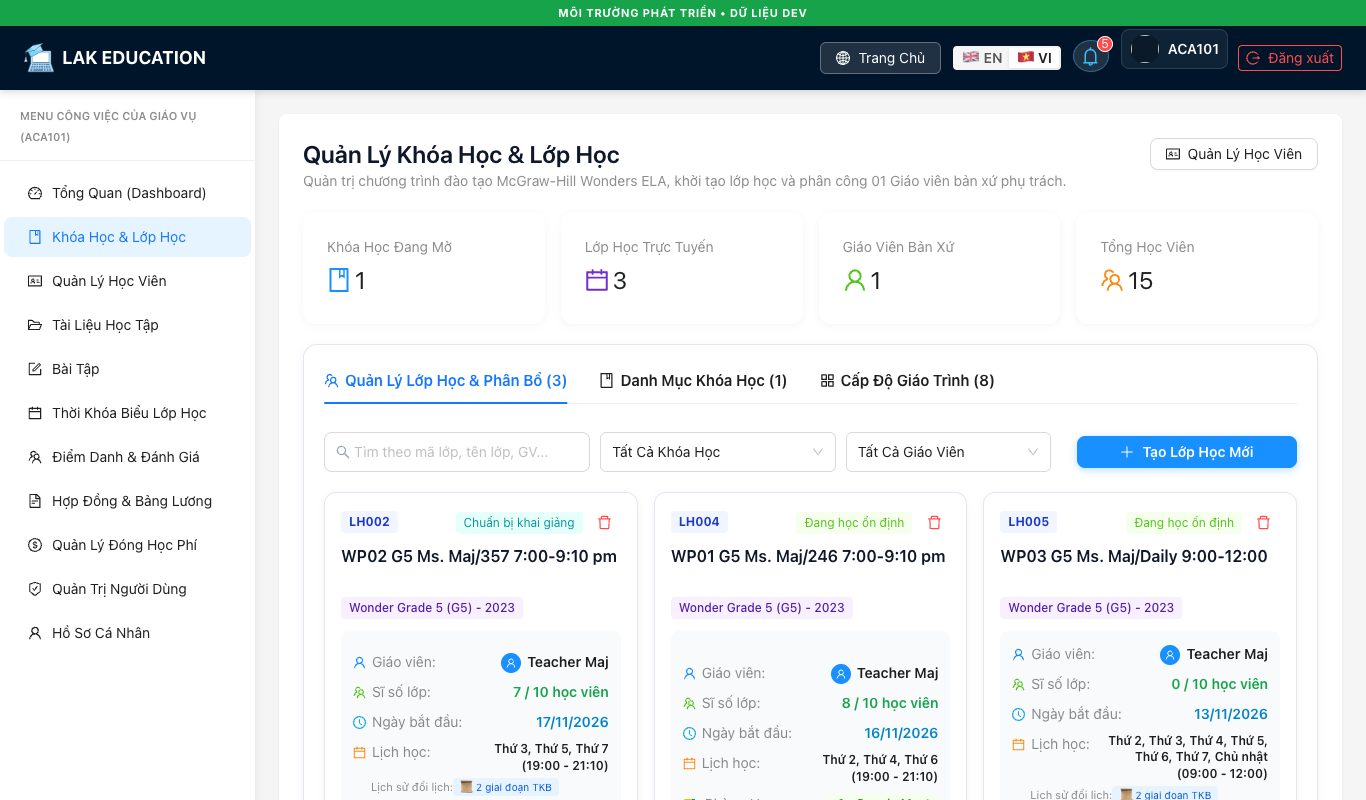 MÔI TRƯỜNG PHÁT TRIỂN • DỮ LIỆU DEV
LAK EDUCATION
Trang Chủ
EN
VI
5
ACA101
Đăng xuất
MENU CÔNG VIỆC CỦA GIÁO VỤ
(ACA101)
Tổng Quan (Dashboard)
Khóa Học & Lớp Học
Quản Lý Học Viên
Tài Liệu Học Tập
Bài Tập
Thời Khóa Biểu Lớp Học
Điểm Danh & Đánh Giá
Hợp Đồng & Bảng Lương
Quản Lý Đóng Học Phí
Quản Trị Người Dùng
Hồ Sơ Cá Nhân
Quản Lý Khóa Học & Lớp Học
Quản trị chương trình đào tạo McGraw-Hill Wonders ELA, khởi tạo lớp học và phân công 01 Giáo viên bản xứ phụ trách.
Quản Lý Học Viên
Khóa Học Đang Mở
1
Lớp Học Trực Tuyến
3
Giáo Viên Bản Xứ
1
Tổng Học Viên
15
Quản Lý Lớp Học & Phân Bổ (3)
Danh Mục Khóa Học (1)
Cấp Độ Giáo Trình (8)
Tìm theo mã lớp, tên lớp, GV...
Tất Cả Khóa Học
Tất Cả Giáo Viên
Tạo Lớp Học Mới
LH002
Chuẩn bị khai giảng
WP02 G5 Ms. Maj/357 7:00-9:10 pm
Wonder Grade 5 (G5) - 2023
Giáo viên:
Teacher Maj
Sĩ số lớp:
7 / 10 học viên
Ngày bắt đầu:
17/11/2026
Lịch học:
Thứ 3, Thứ 5, Thứ 7
(19:00 - 21:10)
Lịch sử đổi lịch:
2 giai đoạn TKB
LH004
Đang học ổn định
WP01 G5 Ms. Maj/246 7:00-9:10 pm
Wonder Grade 5 (G5) - 2023
Giáo viên:
Teacher Maj
Sĩ số lớp:
8 / 10 học viên
Ngày bắt đầu:
16/11/2026
Lịch học:
Thứ 2, Thứ 4, Thứ 6
(19:00 - 21:10)
LH005
Đang học ổn định
WP03 G5 Ms. Maj/Daily 9:00-12:00
Wonder Grade 5 (G5) - 2023
Giáo viên:
Teacher Maj
Sĩ số lớp:
0 / 10 học viên
Ngày bắt đầu:
13/11/2026
Lịch học:
Thứ 2, Thứ 3, Thứ 4, Thứ 5,
Thứ 6, Thứ 7, Chủ nhật
(09:00 - 12:00)
Lịch sử đổi lịch:
2 giai đoạn TKB